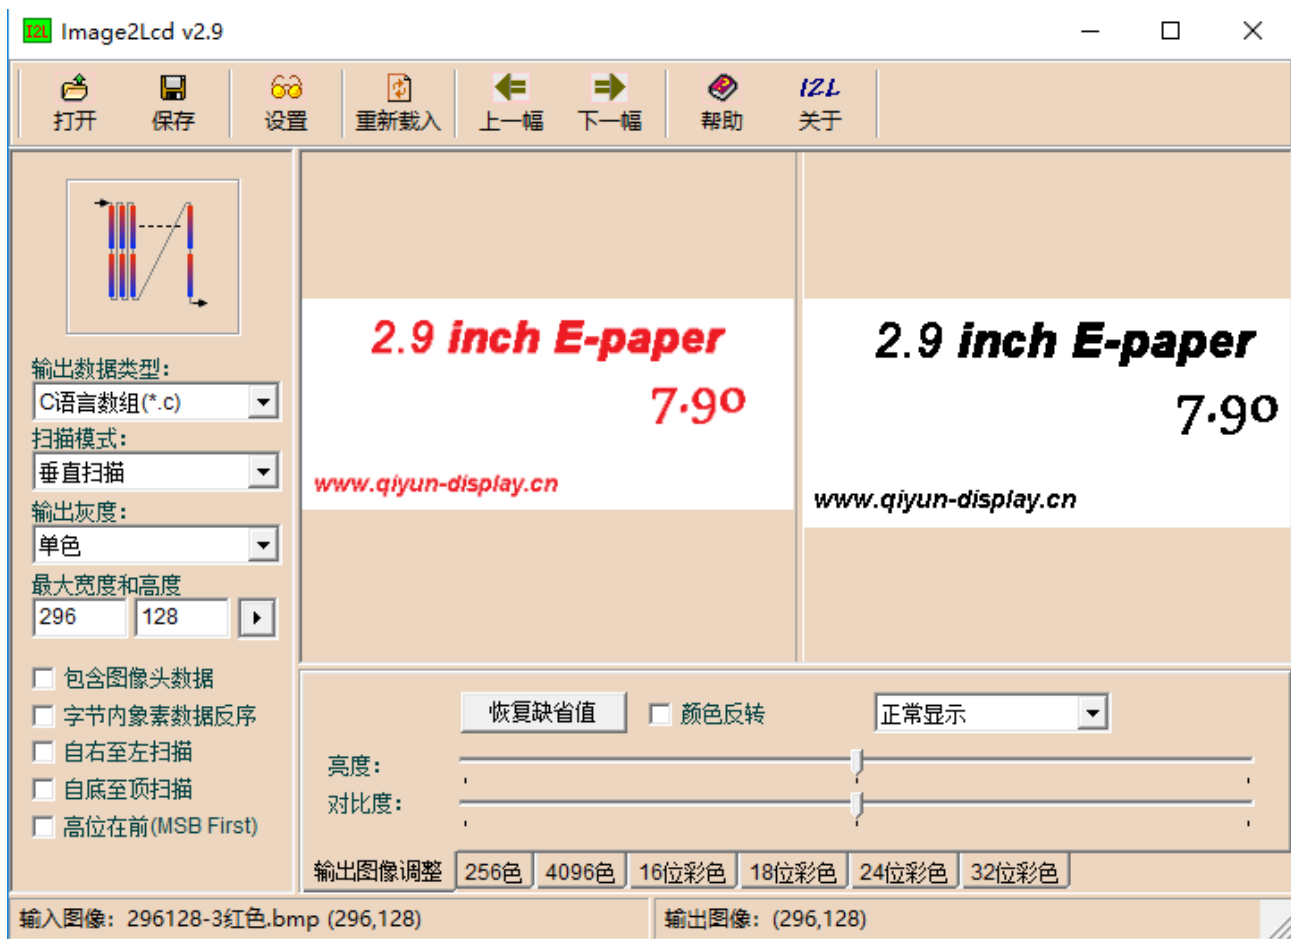 I2L Image2Lcd v2.9
打开 保存 设置 重新载入 上一幅 下一幅 帮助 I2L 关于
输出数据类型:
C语言数组(*.c)
扫描模式:
垂直扫描
输出灰度:
单色
最大宽度和高度
296 128
包含图像头数据
字节内象素数据反序
自右至左扫描
自底至顶扫描
高位在前(MSB First)
2.9 inch E-paper
7.90
www.qiyun-display.cn
2.9 inch E-paper
7.90
www.qiyun-display.cn
恢复缺省值 颜色反转 正常显示
亮度:
对比度:
输出图像调整 256色 4096色 16位彩色 18位彩色 24位彩色 32位彩色
输入图像: 296128-3红色.bmp (296,128) 输出图像: (296,128)